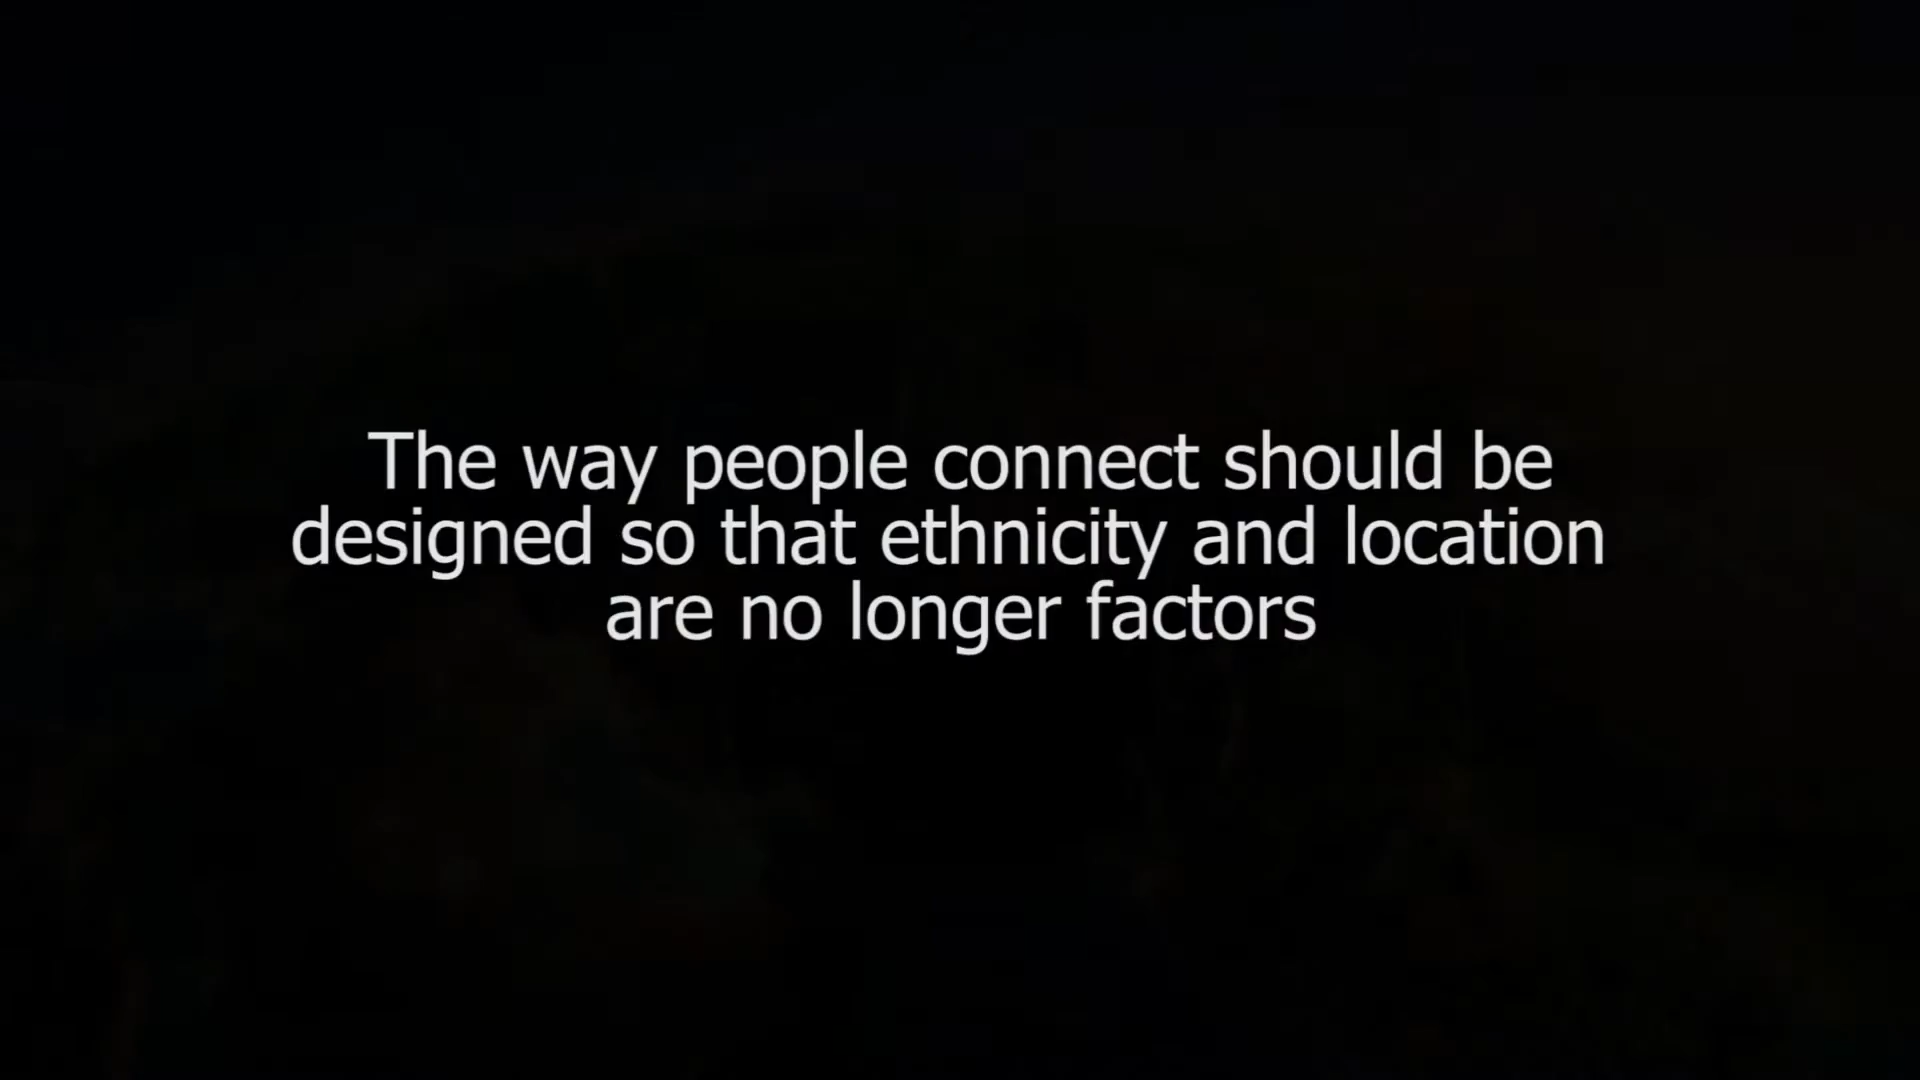 The way people connect should be
designed so that ethnicity and location
are no longer factors